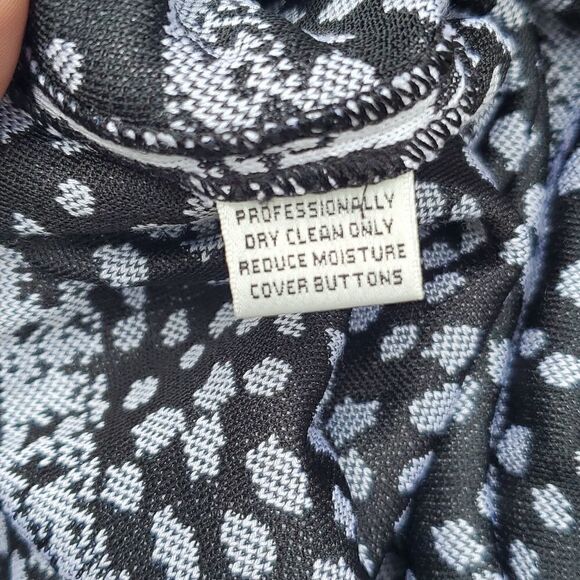 PROFESSIONALLY
DRY CLEAN ONLY
REDUCE MOISTURE
COVER BUTTONS